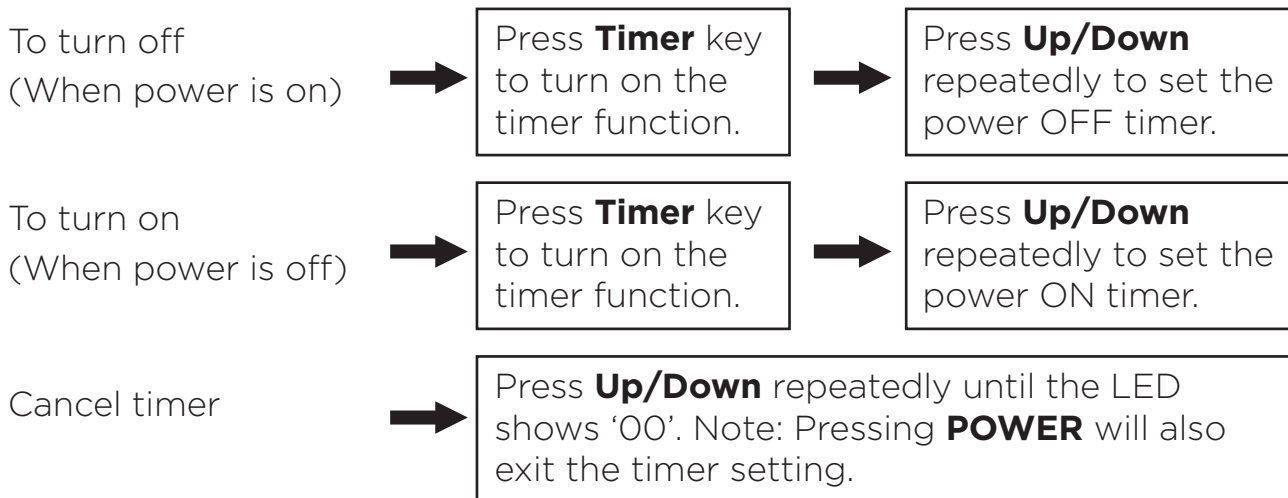 To turn off
(When power is on)
Press Timer key
to turn on the
timer function.
Press Up/Down
repeatedly to set the
power OFF timer.
To turn on
(When power is off)
Press Timer key
to turn on the
timer function.
Press Up/Down
repeatedly to set the
power ON timer.
Cancel timer
Press Up/Down repeatedly until the LED
shows ‘00’. Note: Pressing POWER will also
exit the timer setting.